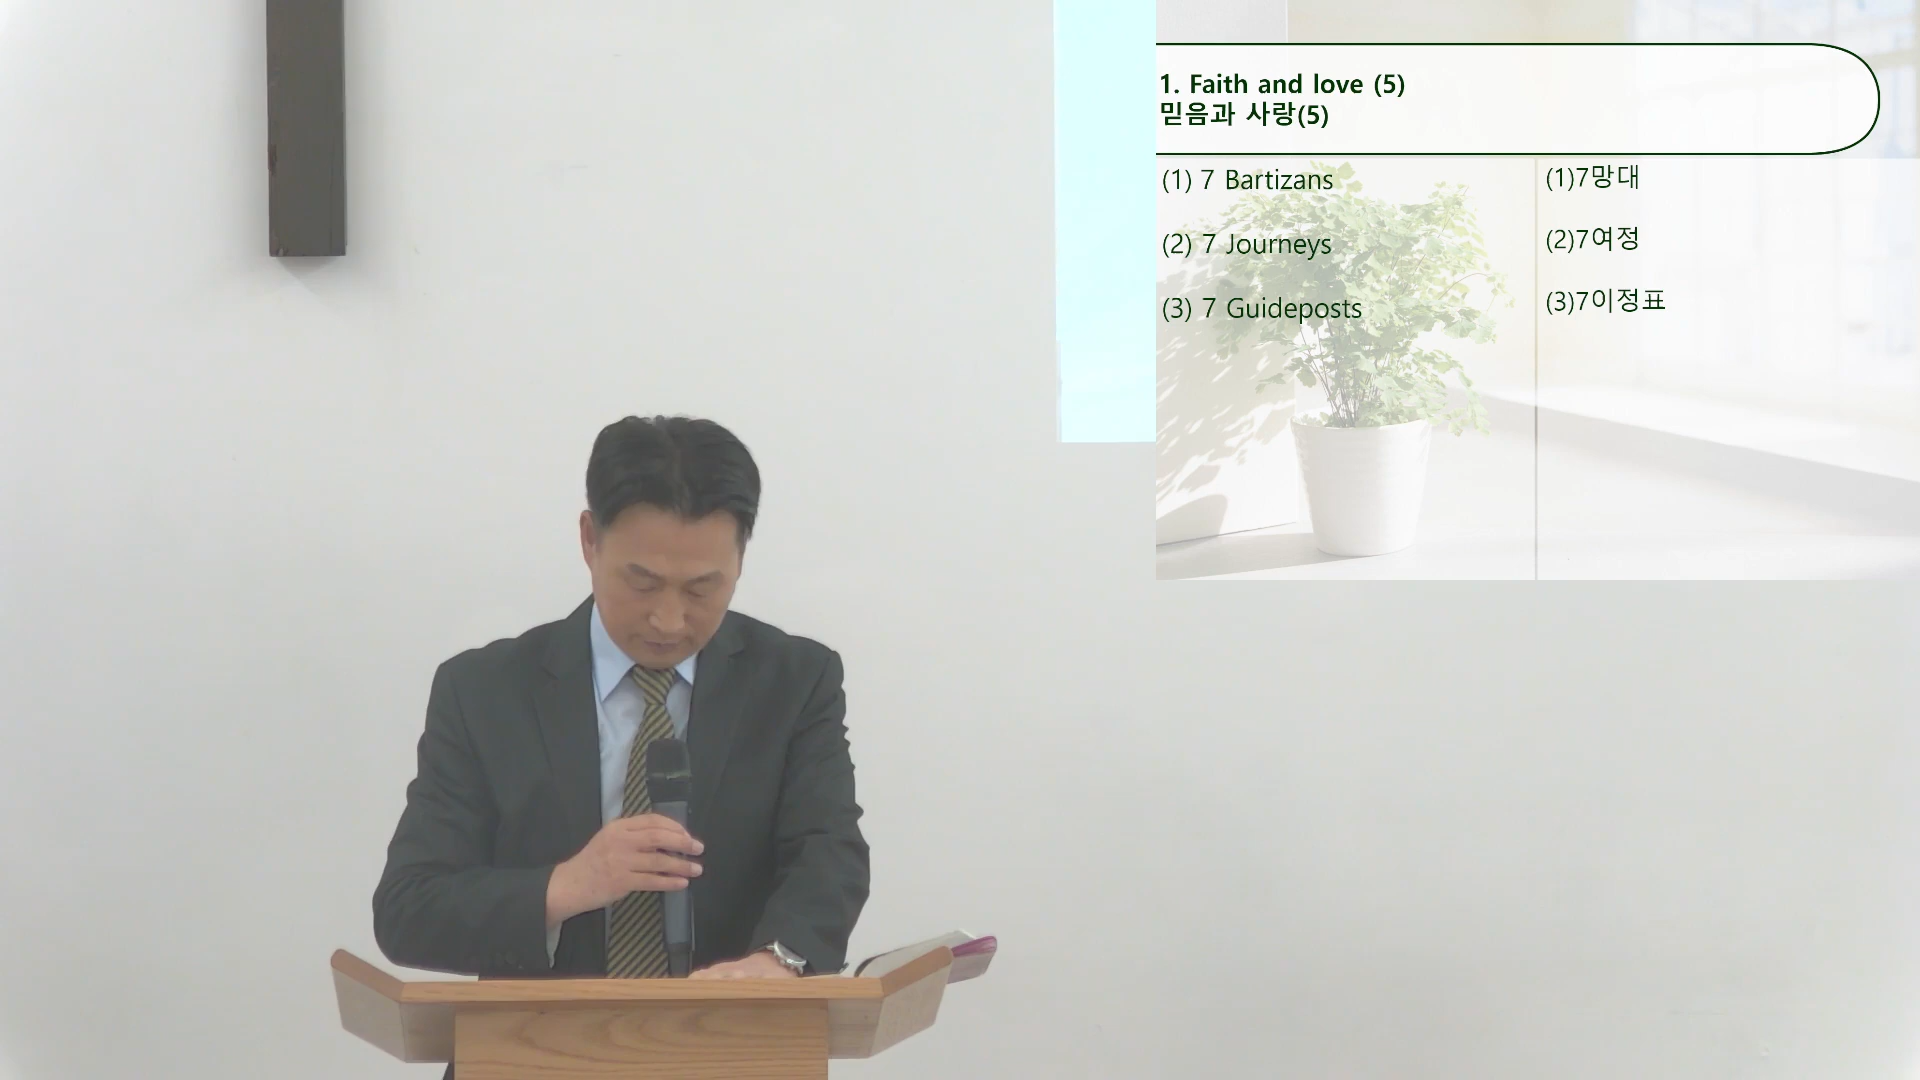 1. Faith and love (5)
믿음과 사랑(5)
(1) 7 Bartizans
(2) 7 Journeys
(3) 7 Guideposts
(1)7망대
(2)7여정
(3)7이정표